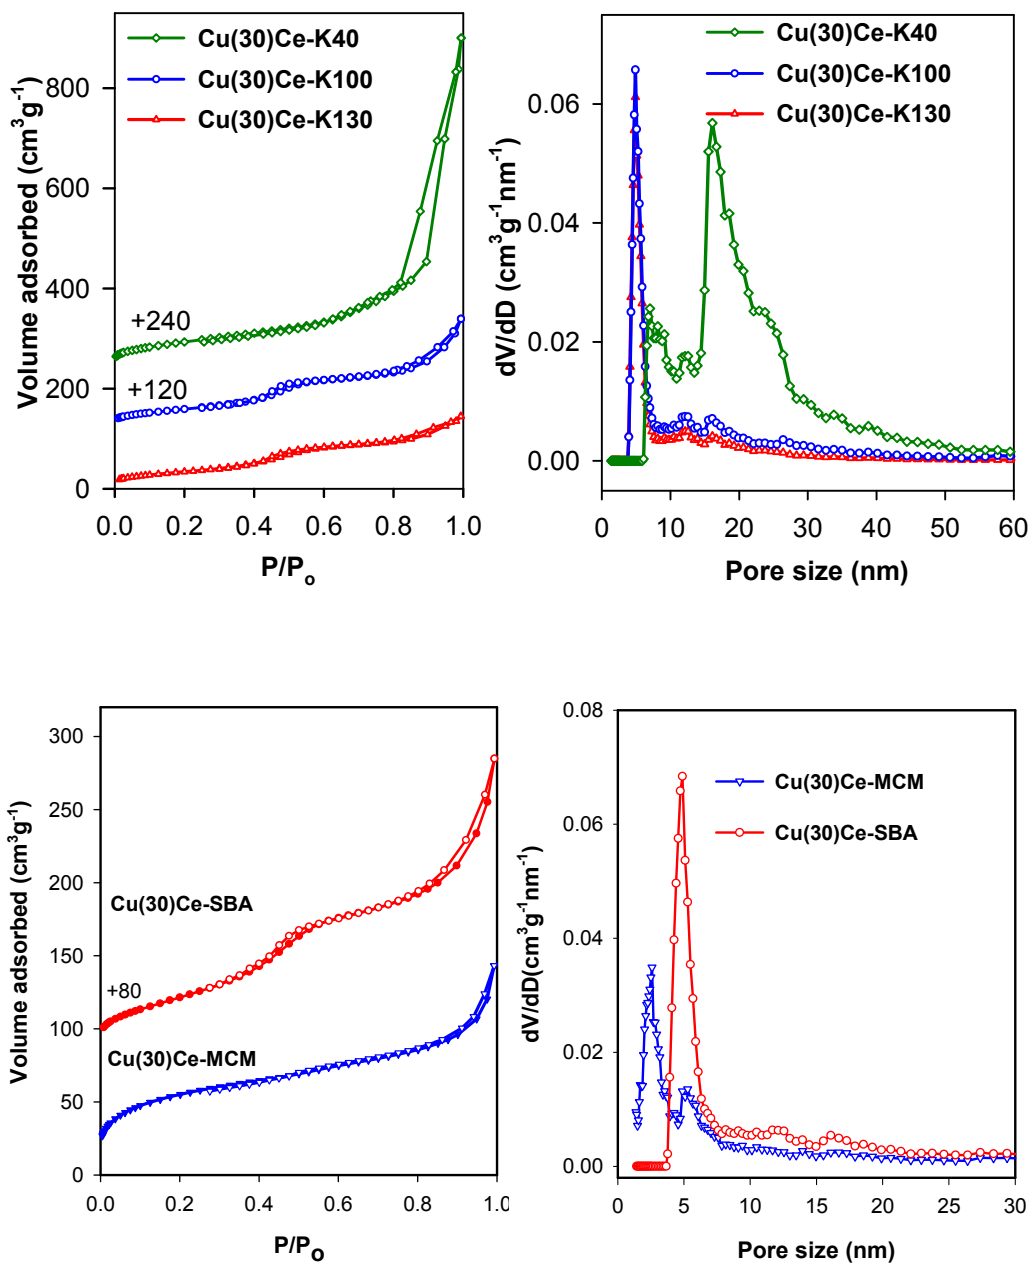 Cu(30)Ce-K40
Cu(30)Ce-K100
Cu(30)Ce-K130
+240
+120
Volume adsorbed (cm³g⁻¹)
800
600
400
200
0
0.0 0.2 0.4 0.6 0.8 1.0
P/Pₒ
Cu(30)Ce-K40
Cu(30)Ce-K100
Cu(30)Ce-K130
dV/dD (cm³g⁻¹nm⁻¹)
0.06
0.04
0.02
0.00
0 10 20 30 40 50 60
Pore size (nm)
Volume adsorbed (cm³g⁻¹)
300
250
200
150
100
50
0
Cu(30)Ce-SBA
+80
Cu(30)Ce-MCM
0.0 0.2 0.4 0.6 0.8 1.0
P/Pₒ
Cu(30)Ce-MCM
Cu(30)Ce-SBA
dV/dD(cm³g⁻¹nm⁻¹)
0.08
0.06
0.04
0.02
0.00
0 5 10 15 20 25 30
Pore size (nm)